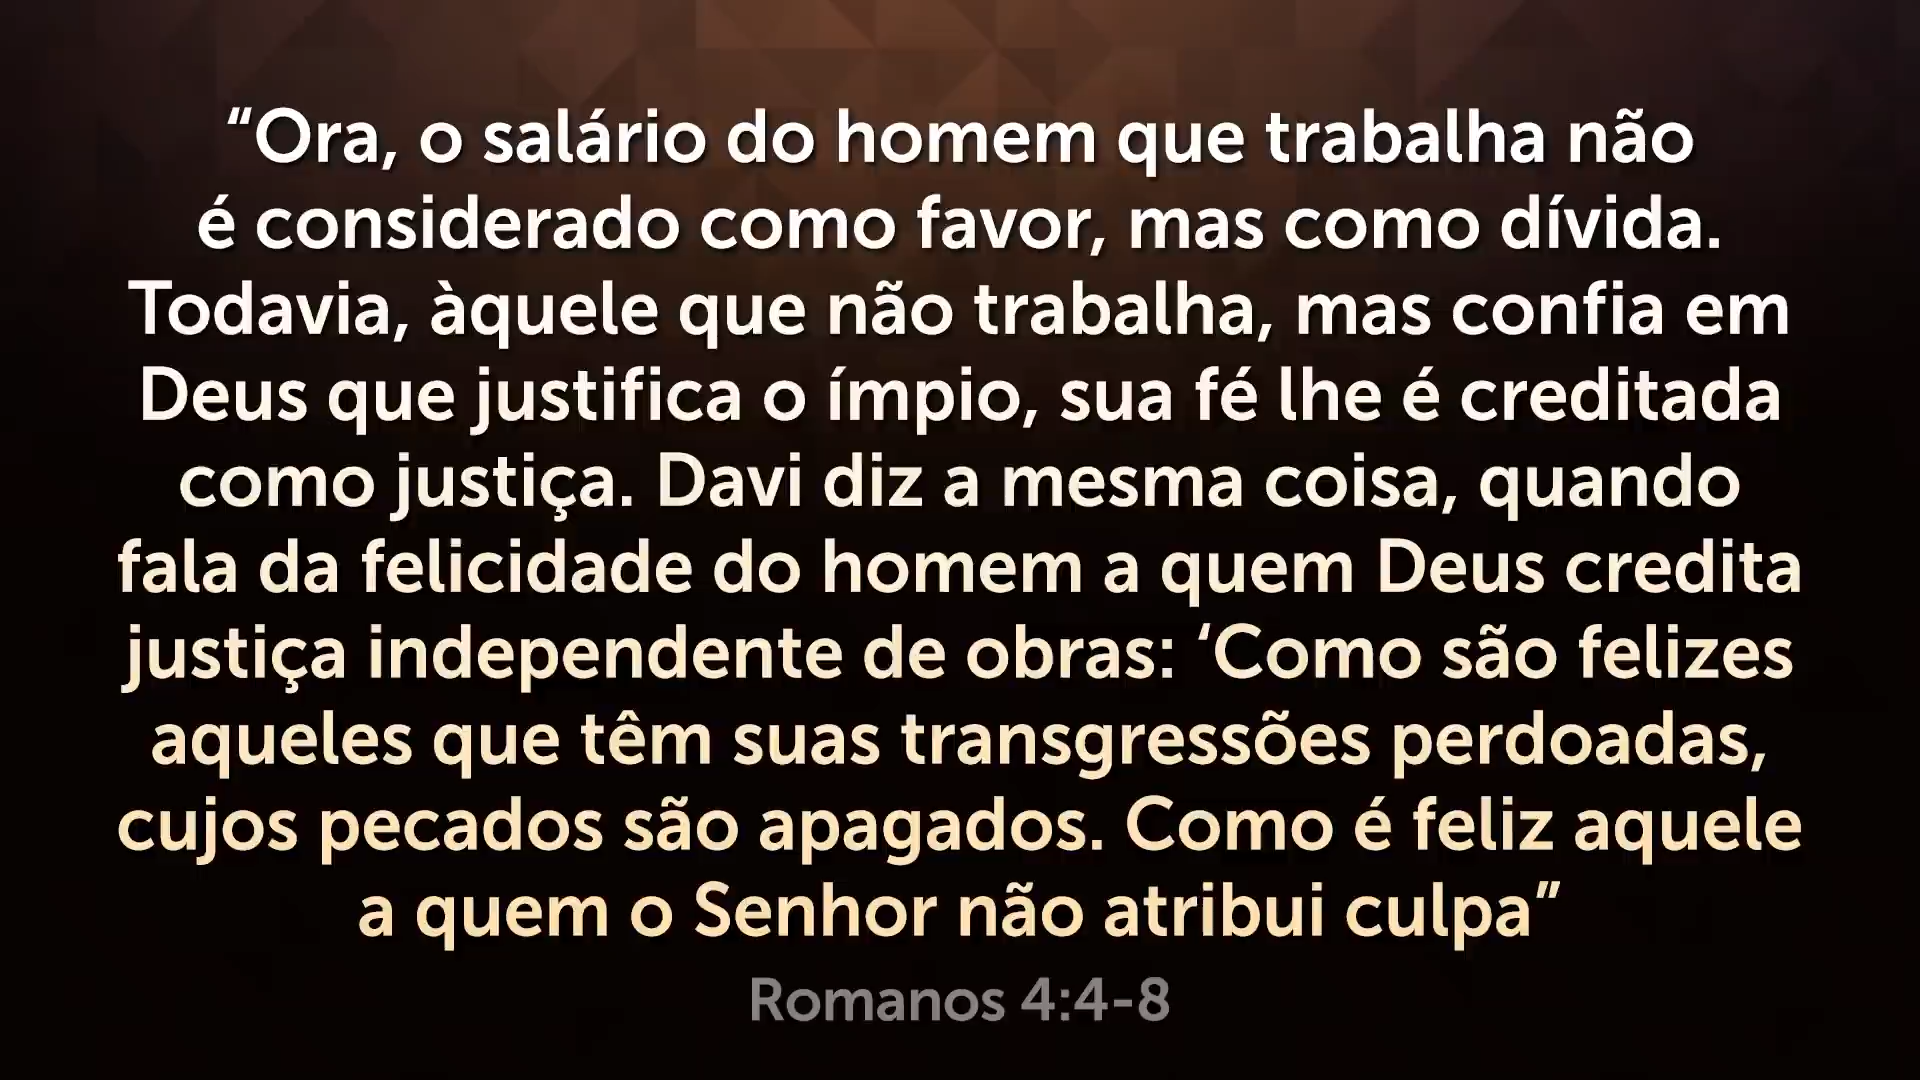 “Ora, o salário do homem que trabalha não
é considerado como favor, mas como dívida.
Todavia, àquele que não trabalha, mas confia em
Deus que justifica o ímpio, sua fé lhe é creditada
como justiça. Davi diz a mesma coisa, quando
fala da felicidade do homem a quem Deus credita
justiça independente de obras: ‘Como são felizes
aqueles que têm suas transgressões perdoadas,
cujos pecados são apagados. Como é feliz aquele
a quem o Senhor não atribui culpa”
Romanos 4:4-8